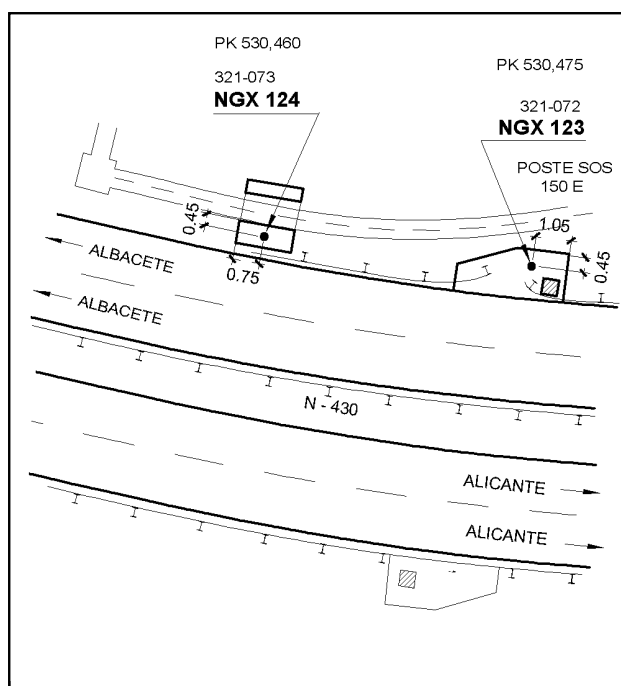 PK 530,460
321-073
NGX 124
PK 530,475
321-072
NGX 123
POSTE SOS
150 E
0.45
0.75
1.05
0.45
ALBACETE
ALBACETE
N - 430
ALICANTE
ALICANTE